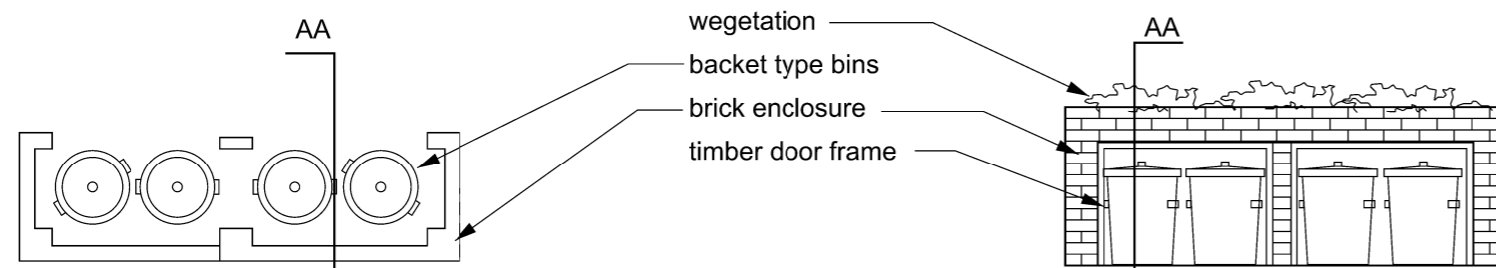 AA
wegetation
backet type bins
brick enclosure
timber door frame
AA